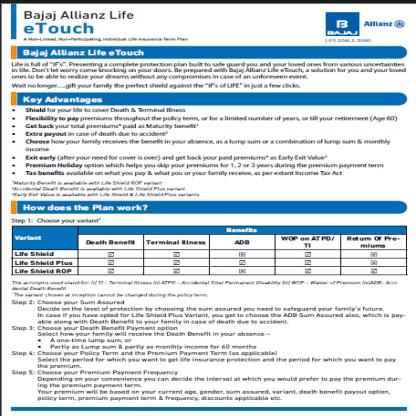 Bajaj Allianz Life
eTouch
A Non-Linked, Non-Participating, Individual Life Insurance Term Plan
BAJAJ
Allianz
LIFE GOALS. DONE.
Bajaj Allianz Life eTouch
Life is full of "IF's". Presenting a complete protection plan built to safe guard you and your loved ones from various uncertainties
in life. Don't let worry come knocking on your doors. Be prepared with Bajaj Allianz Life eTouch, a solution for you and your loved
ones to be able to realize your dreams without any compromises in case of an unforeseen event.
Wait no longer....gift your family the perfect shield against the "IF's of LIFE" in just a few clicks.
Key Advantages
• Shield for your life to cover Death & Terminal Illness
• Flexibility to pay premiums throughout the policy term, or for a limited number of years, or till your retirement (Age 60)
• Get back your total premiums* paid as Maturity benefit¹
• Extra payout in case of death due to accident²
• Choose how your family receives the benefit in your absence, as a lump sum or a combination of lump sum & monthly
income
• Exit early (after your need for cover is over) and get back your paid premiums* as Early Exit Value³
• Premium Holiday option which helps you skip your premiums for 1, 2 or 3 years during the premium payment term
• Tax benefits available on what you pay & what you or your family receive, as per extant Income Tax Act
¹Maturity Benefit is available with Life Shield ROP variant
²Accidental Death Benefit is available with Life Shield Plus variant
³Early Exit Value is available with Life Shield & Life Shield Plus variants
How does the Plan work?
Step 1: Choose your variant*
Variant Benefits
Death Benefit Terminal Illness ADB WOP on ATPD/ TI Return Of Pre-miums
Life Shield ☑ ☑ ☒ ☑ ☒
Life Shield Plus ☑ ☑ ☑ ☑ ☒
Life Shield ROP ☑ ☑ ☒ ☑ ☑
The acronyms used stand for: (i) TI – Terminal Illness (ii) ATPD – Accidental Total Permanent Disability (iii) WOP – Waiver of Premium (iv)ADB- Acci-
dental Death Benefit
*The variant chosen at inception cannot be changed during the policy term.
Step 2: Choose your Sum Assured
Decide on the level of protection by choosing the sum assured you need to safeguard your family's future.
In case you have opted for Life Shield Plus Variant, you get to choose the ADB Sum Assured also, which is pay-
able along with Death Benefit to your family in case of death due to accident.
Step 3: Choose your Death Benefit Payment option
Select how your family will receive the Death Benefit in your absence –
• A one-time lump sum, or
• Partly as Lump sum & partly as monthly income for 60 months
Step 4: Choose your Policy Term and the Premium Payment Term (as applicable)
Select the period for which you want to get life insurance protection and the period for which you want to pay
the premium.
Step 5: Choose your Premium Payment Frequency
Depending on your convenience you can decide the interval at which you would prefer to pay the premium dur-
ing the premium payment term.
Your premium will be based on your current age, gender, sum assured, variant, death benefit payout option,
policy term, premium payment term & frequency, discounts applicable etc.